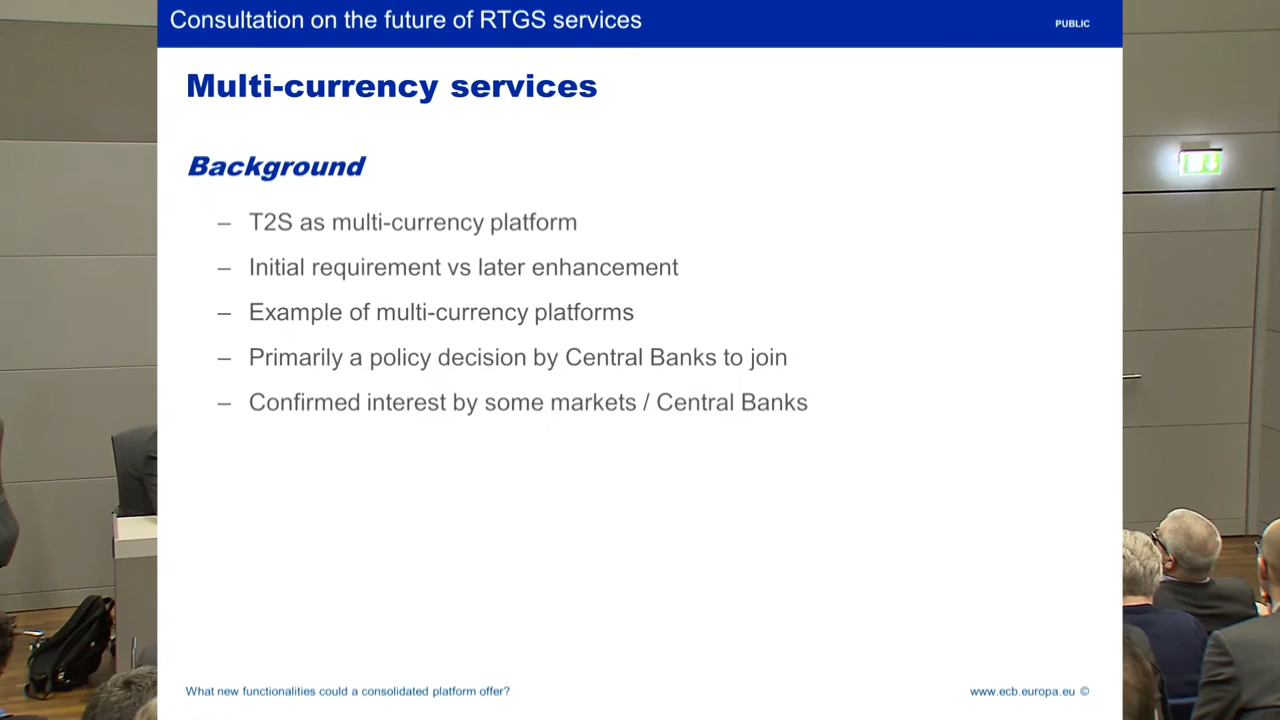 Consultation on the future of RTGS services
PUBLIC
Multi-currency services
Background
– T2S as multi-currency platform
– Initial requirement vs later enhancement
– Example of multi-currency platforms
– Primarily a policy decision by Central Banks to join
– Confirmed interest by some markets / Central Banks
What new functionalities could a consolidated platform offer?
www.ecb.europa.eu ©